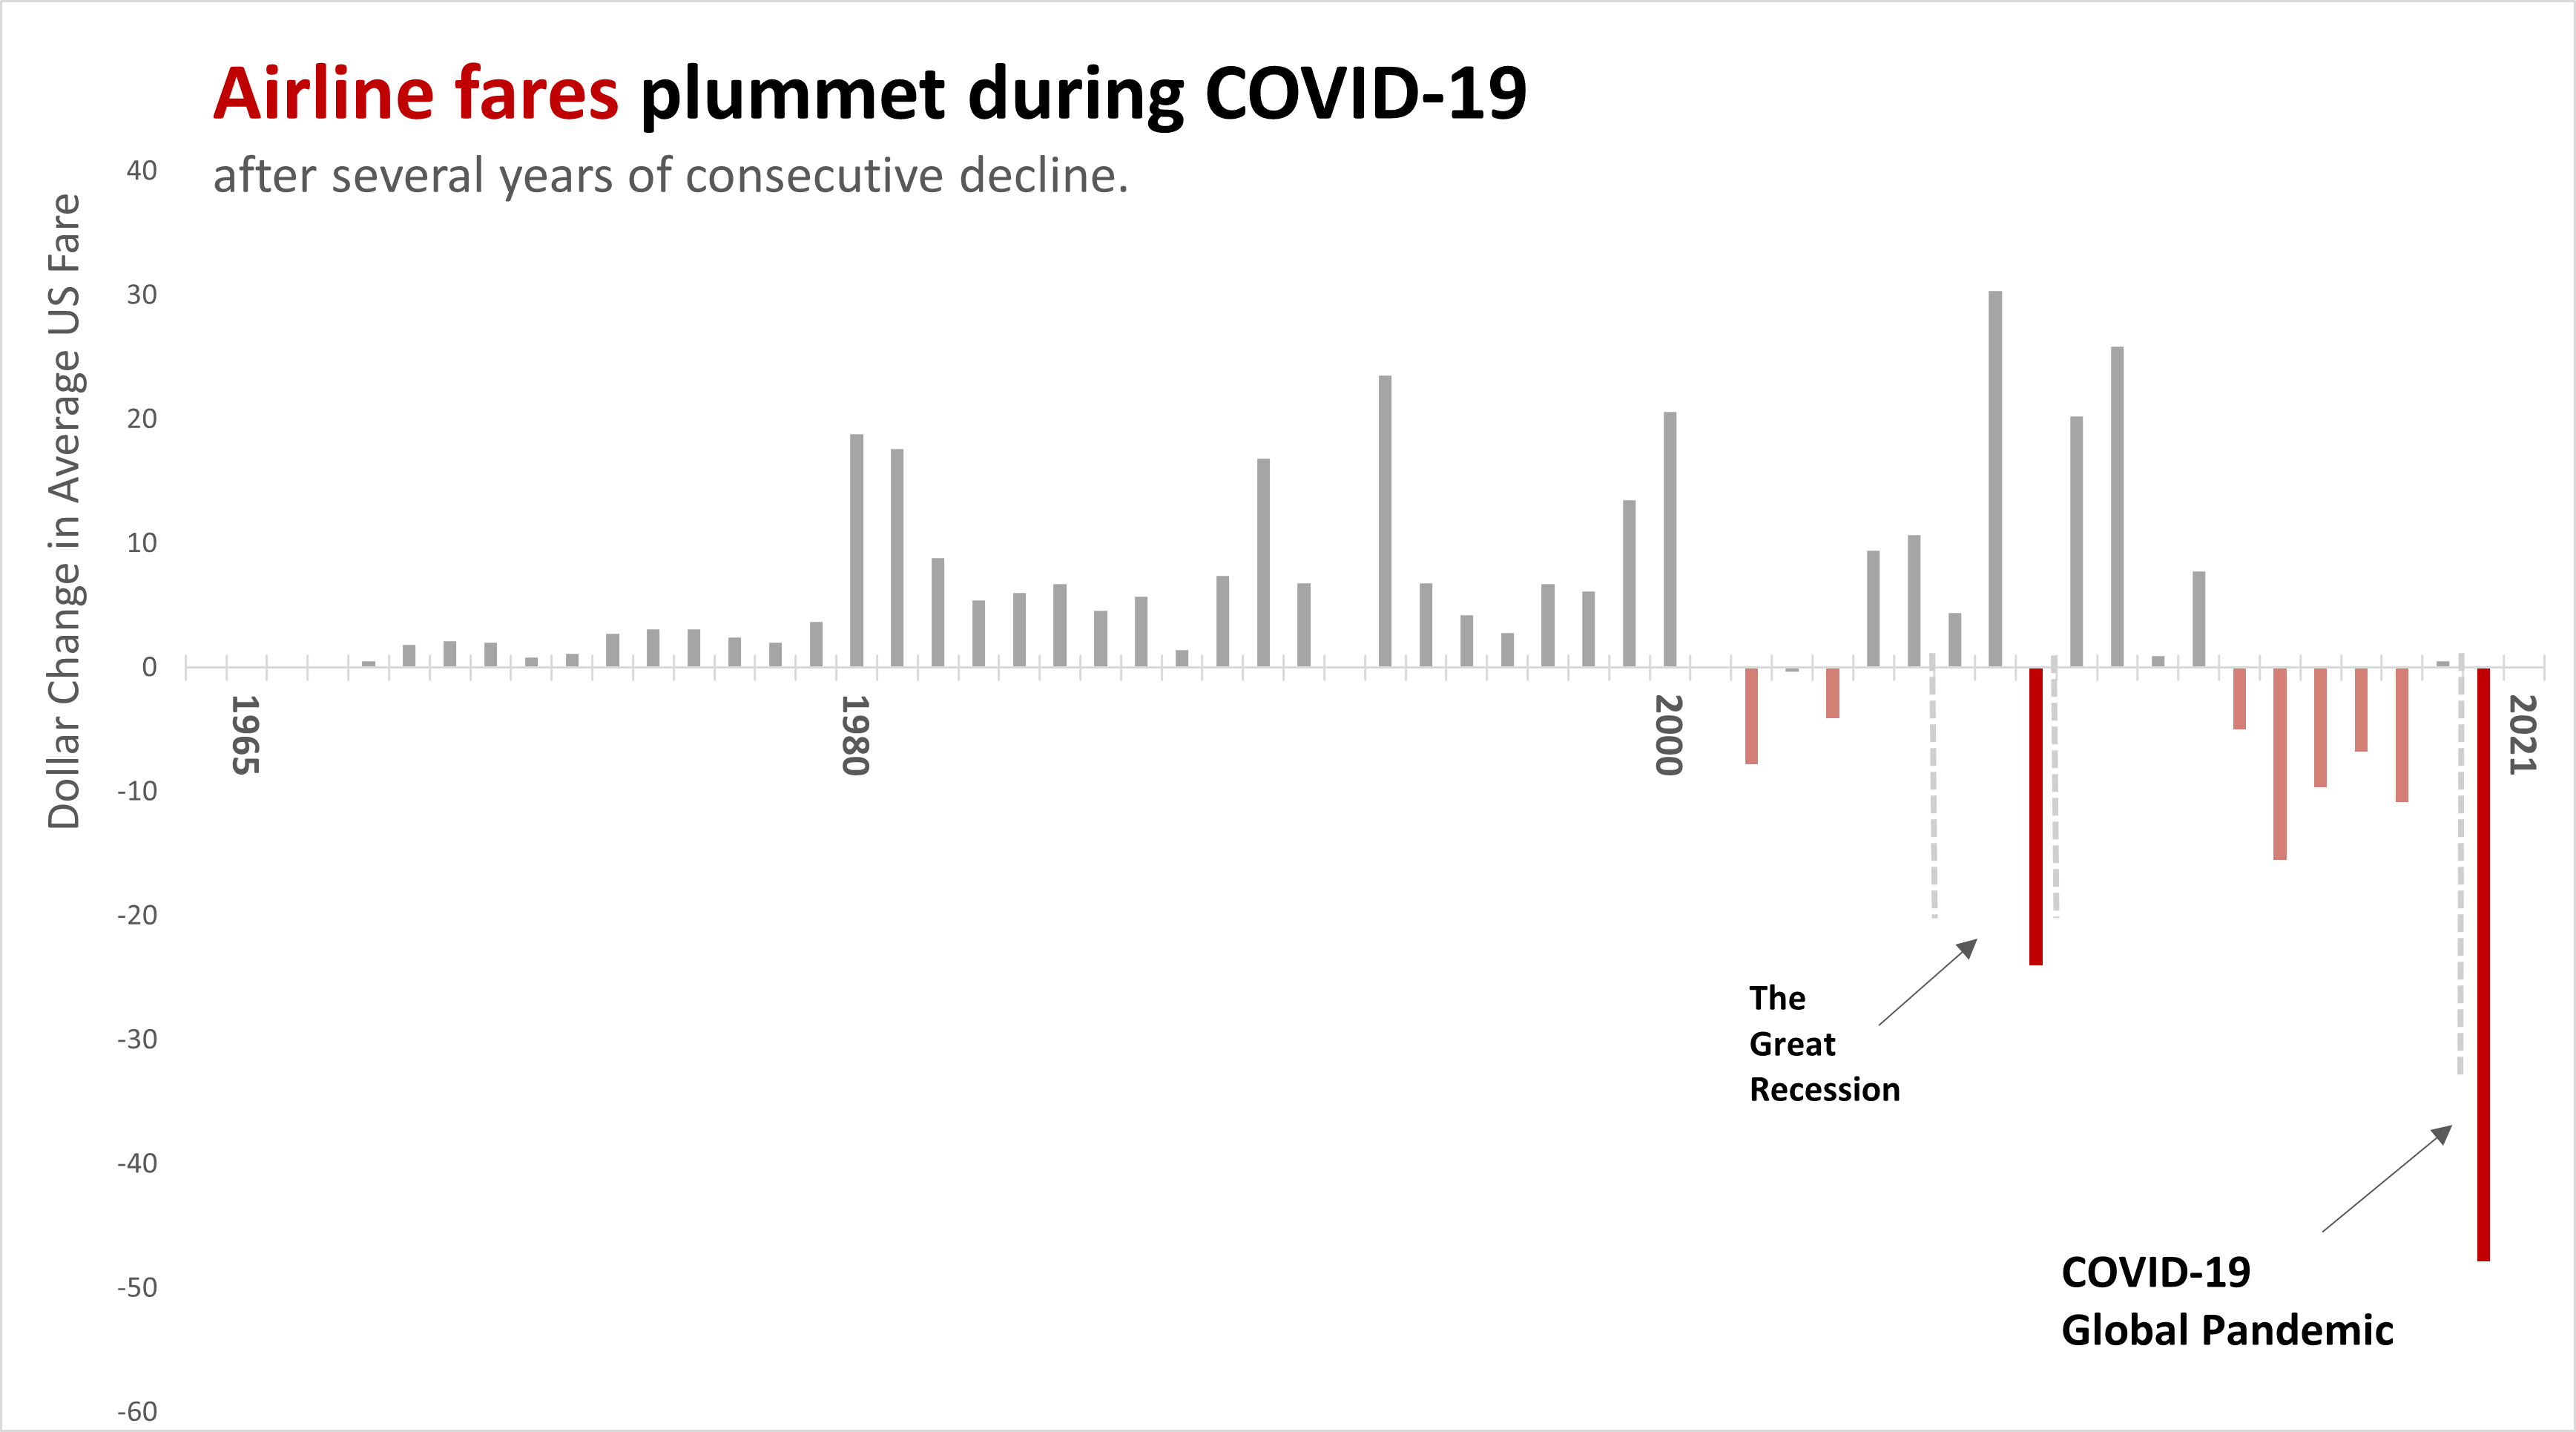 Airline fares plummet during COVID-19
after several years of consecutive decline.
Dollar Change in Average US Fare
40
30
20
10
0
-10
-20
-30
-40
-50
-60
1965
1980
2000
2021
The
Great
Recession
COVID-19
Global Pandemic